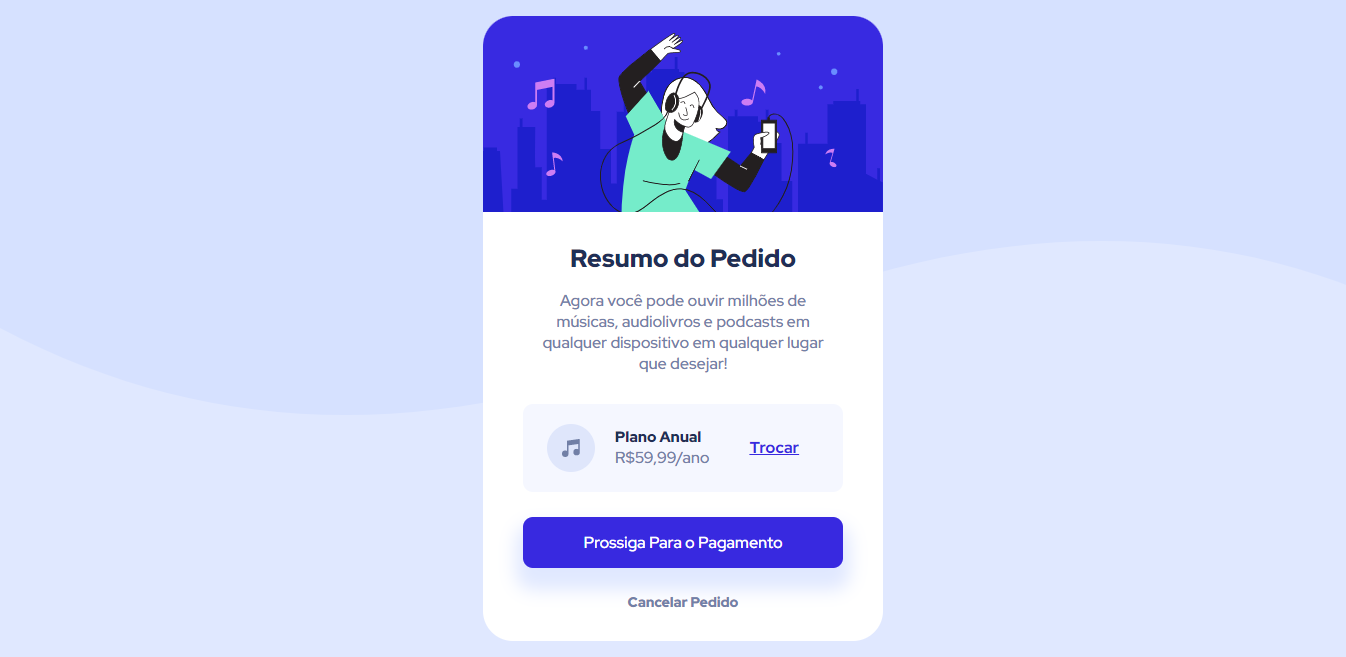 Resumo do Pedido
Agora você pode ouvir milhões de
músicas, audiolivros e podcasts em
qualquer dispositivo em qualquer lugar
que desejar!
Plano Anual
R$59,99/ano
Trocar
Prossiga Para o Pagamento
Cancelar Pedido